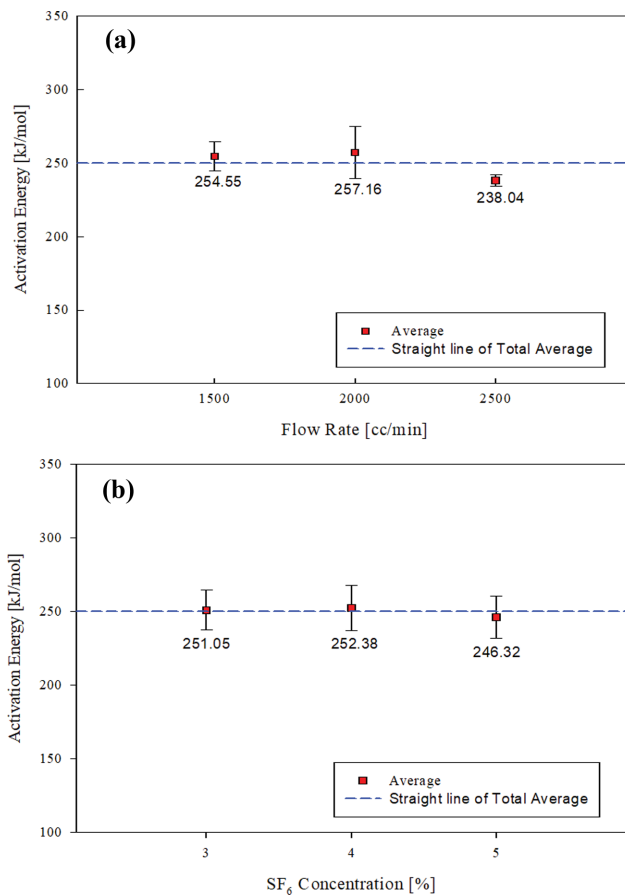 (a)
350
300
250
200
150
100
Activation Energy [kJ/mol]
254.55
257.16
238.04
Average
Straight line of Total Average
1500
2000
2500
Flow Rate [cc/min]
(b)
350
300
250
200
150
100
Activation Energy [kJ/mol]
251.05
252.38
246.32
Average
Straight line of Total Average
3
4
5
SF₆ Concentration [%]